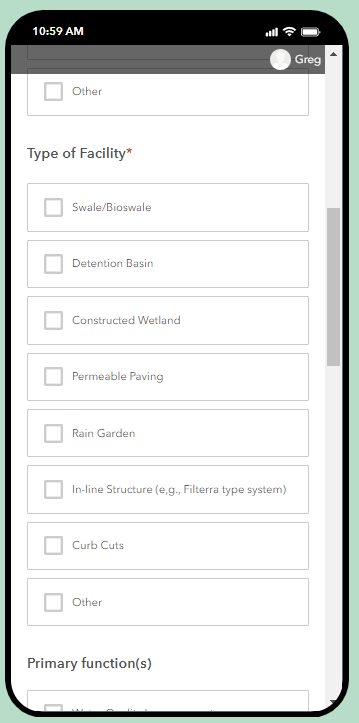 10:59 AM
Greg
Other
Type of Facility*
Swale/Bioswale
Detention Basin
Constructed Wetland
Permeable Paving
Rain Garden
In-line Structure (e,g., Filterra type system)
Curb Cuts
Other
Primary function(s)